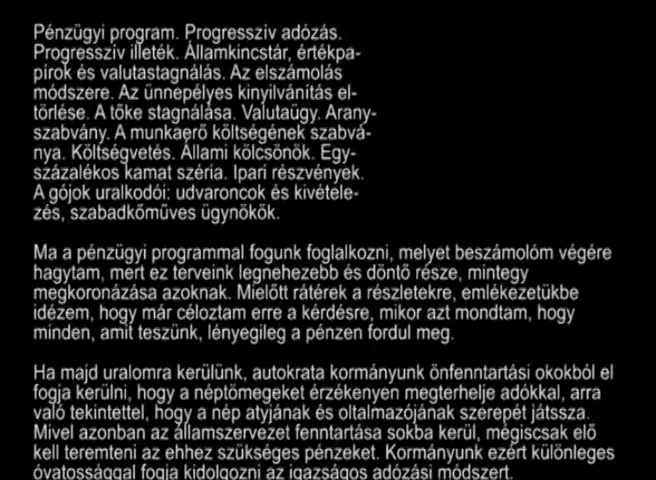 Pénzügyi program. Progresszív adózás.
Progresszív illeték. Államkincstár, értékpa-
pírok és valutastagnálás. Az elszámolás
módszere. Az ünnepélyes kinyilvánítás el-
törlése. A tőke stagnálása. Valutaügy. Arany-
szabvány. A munkaerő költségének szabvá-
nya. Költségvetés. Állami kölcsönök. Egy-
százalékos kamat széria. Ipari részvények.
A gójok uralkodói: udvaroncok és kivétele-
zés, szabadkőműves ügynökök.
Ma a pénzügyi programmal fogunk foglalkozni, melyet beszámolóm végére
hagytam, mert ez terveink legnehezebb és döntő része, mintegy
megkoronázása azoknak. Mielőtt rátérek a részletekre, emlékezetükbe
idézem, hogy már céloztam erre a kérdésre, mikor azt mondtam, hogy
minden, amit teszünk, lényegileg a pénzen fordul meg.
Ha majd uralomra kerülünk, autokrata kormányunk önfenntartási okokból el
fogja kerülni, hogy a néptömegeket érzékenyen megterhelje adókkal, arra
való tekintettel, hogy a nép atyjának és oltalmazójának szerepét játssza.
Mivel azonban az államszervezet fenntartása sokba kerül, mégiscsak elő
kell teremteni az ehhez szükséges pénzeket. Kormányunk ezért különleges
óvatossággal fogja kidolgozni az igazságos adózási módszert.